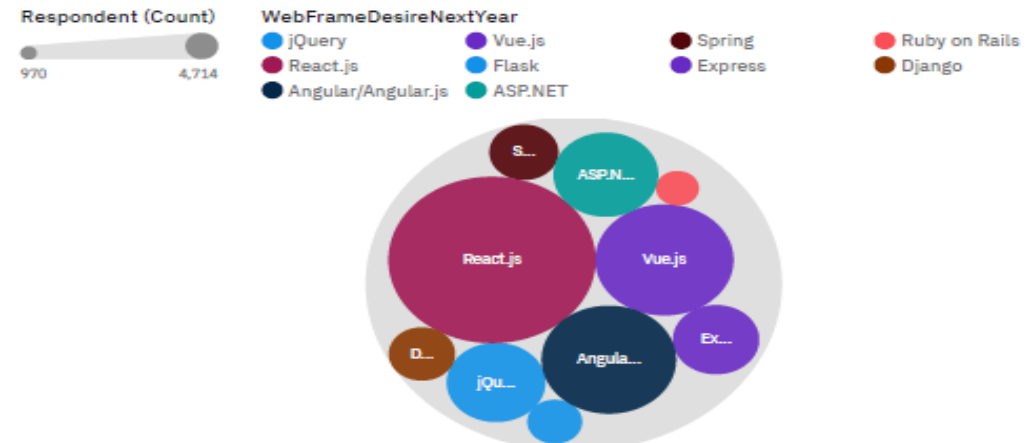 Respondent (Count)
970 4,714
WebFrameDesireNextYear
jQuery Vue.js Spring Ruby on Rails
React.js Flask Express Django
Angular/Angular.js ASP.NET
S...
ASP.N...
React.js Vue.js
Ex...
D... Angula...
jQu...